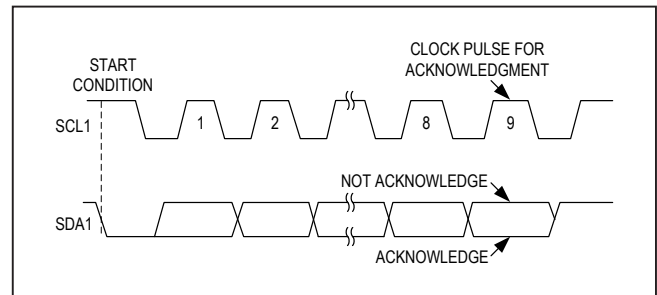 START
CONDITION
CLOCK PULSE FOR
ACKNOWLEDGMENT
SCL1
1
2
8
9
NOT ACKNOWLEDGE
SDA1
ACKNOWLEDGE